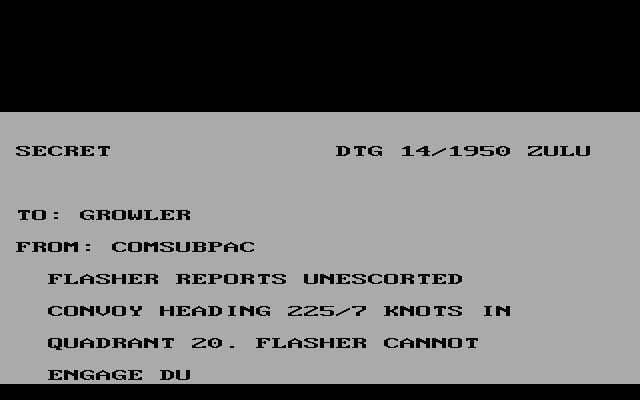 SECRET DTG 14/1950 ZULU
TO: GROWLER
FROM: COMSUBPAC
FLASHER REPORTS UNESCORTED
CONVOY HEADING 225/7 KNOTS IN
QUADRANT 20. FLASHER CANNOT
ENGAGE DU